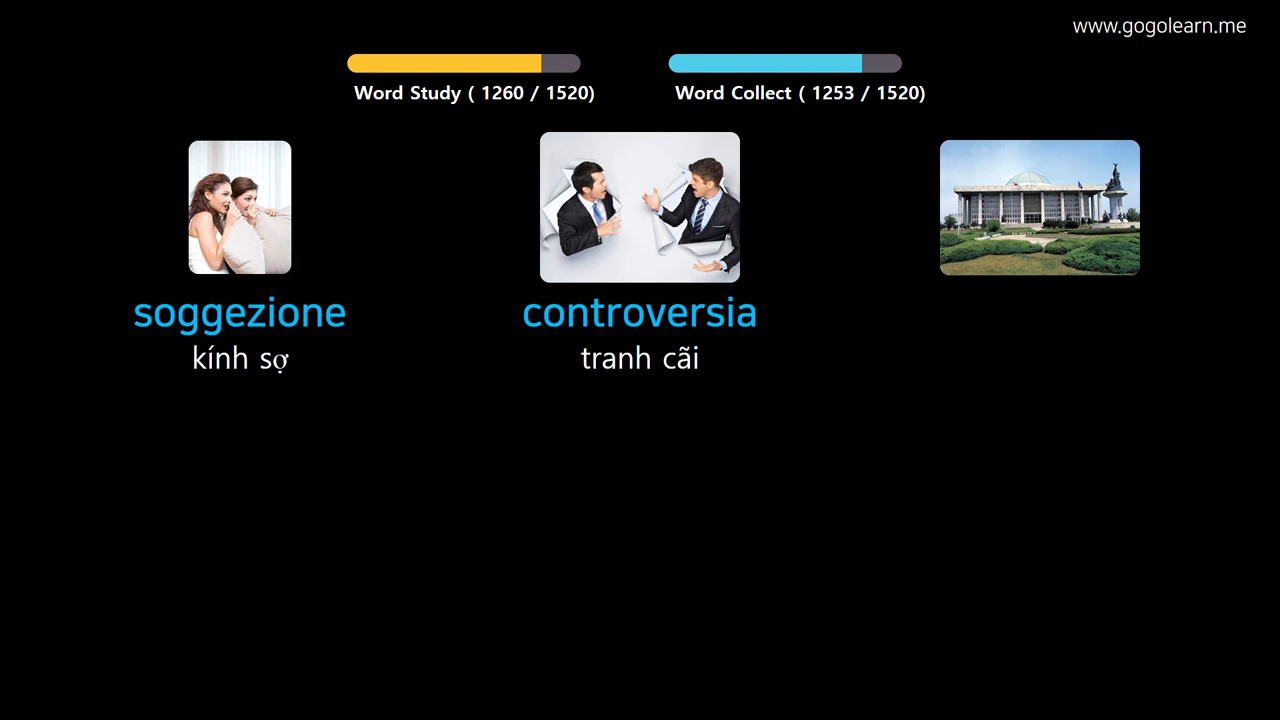 www.gogolearn.me
Word Study ( 1260 / 1520)
Word Collect ( 1253 / 1520)
soggezione
kính sợ
controversia
tranh cãi